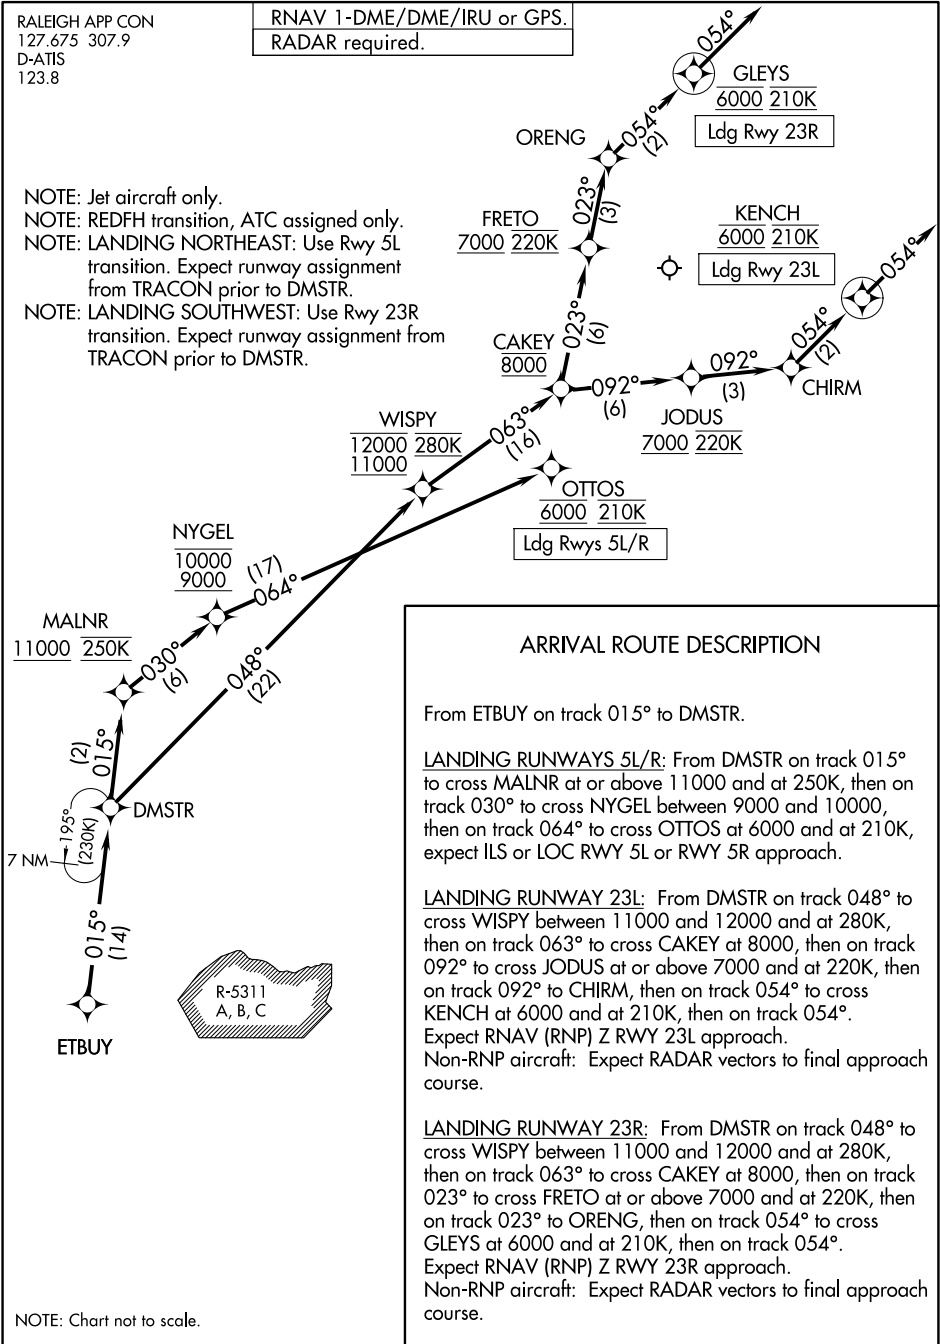 RALEIGH APP CON
127.675 307.9
D-ATIS
123.8
RNAV 1-DME/DME/IRU or GPS.
RADAR required.
NOTE: Jet aircraft only.
NOTE: REDFH transition, ATC assigned only.
NOTE: LANDING NORTHEAST: Use Rwy 5L
transition. Expect runway assignment
from TRACON prior to DMSTR.
NOTE: LANDING SOUTHWEST: Use Rwy 23R
transition. Expect runway assignment from
TRACON prior to DMSTR.
054°
GLEYS
6000 210K
Ldg Rwy 23R
054°
(2)
ORENG
023°
(3)
FRETO
7000 220K
KENCH
6000 210K
Ldg Rwy 23L
054°
023°
(6)
CAKEY
8000
092°
(6)
092°
(3)
054°
(2)
CHIRM
JODUS
7000 220K
WISPY
12000 280K
11000
063°
(16)
OTTOS
6000 210K
Ldg Rwys 5L/R
NYGEL
10000
9000
(17)
064°
MALNR
11000 250K
030°
(6)
048°
(22)
(2)
015°
DMSTR
195°
(230K)
7 NM
015°
(14)
ETBUY
R-5311
A, B, C
ARRIVAL ROUTE DESCRIPTION
From ETBUY on track 015° to DMSTR.
LANDING RUNWAYS 5L/R: From DMSTR on track 015°
to cross MALNR at or above 11000 and at 250K, then on
track 030° to cross NYGEL between 9000 and 10000,
then on track 064° to cross OTTOS at 6000 and at 210K,
expect ILS or LOC RWY 5L or RWY 5R approach.
LANDING RUNWAY 23L: From DMSTR on track 048° to
cross WISPY between 11000 and 12000 and at 280K,
then on track 063° to cross CAKEY at 8000, then on track
092° to cross JODUS at or above 7000 and at 220K, then
on track 092° to CHIRM, then on track 054° to cross
KENCH at 6000 and at 210K, then on track 054°.
Expect RNAV (RNP) Z RWY 23L approach.
Non-RNP aircraft: Expect RADAR vectors to final approach
course.
LANDING RUNWAY 23R: From DMSTR on track 048° to
cross WISPY between 11000 and 12000 and at 280K,
then on track 063° to cross CAKEY at 8000, then on track
023° to cross FRETO at or above 7000 and at 220K, then
on track 023° to ORENG, then on track 054° to cross
GLEYS at 6000 and at 210K, then on track 054°.
Expect RNAV (RNP) Z RWY 23R approach.
Non-RNP aircraft: Expect RADAR vectors to final approach
course.
NOTE: Chart not to scale.